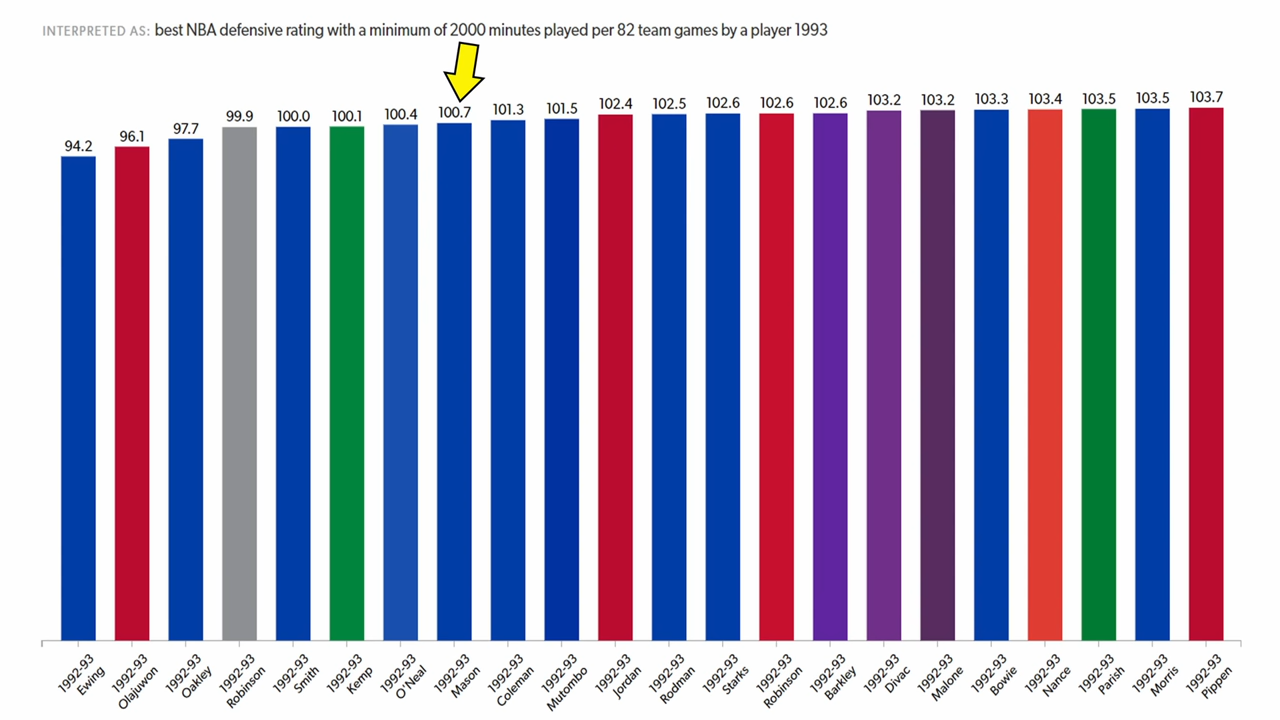 INTERPRETED AS: best NBA defensive rating with a minimum of 2000 minutes played per 82 team games by a player 1993
94.2
96.1
97.7
99.9
100.0
100.1
100.4
100.7
101.3
101.5
102.4
102.5
102.6
102.6
102.6
103.2
103.2
103.3
103.4
103.5
103.5
103.7
1992-93
Ewing
1992-93
Olajuwon
1992-93
Oakley
1992-93
Robinson
1992-93
Smith
1992-93
Kemp
1992-93
O'Neal
1992-93
Mason
1992-93
Coleman
1992-93
Mutombo
1992-93
Jordan
1992-93
Rodman
1992-93
Starks
1992-93
Robinson
1992-93
Barkley
1992-93
Divac
1992-93
Malone
1992-93
Bowie
1992-93
Nance
1992-93
Parish
1992-93
Morris
1992-93
Pippen